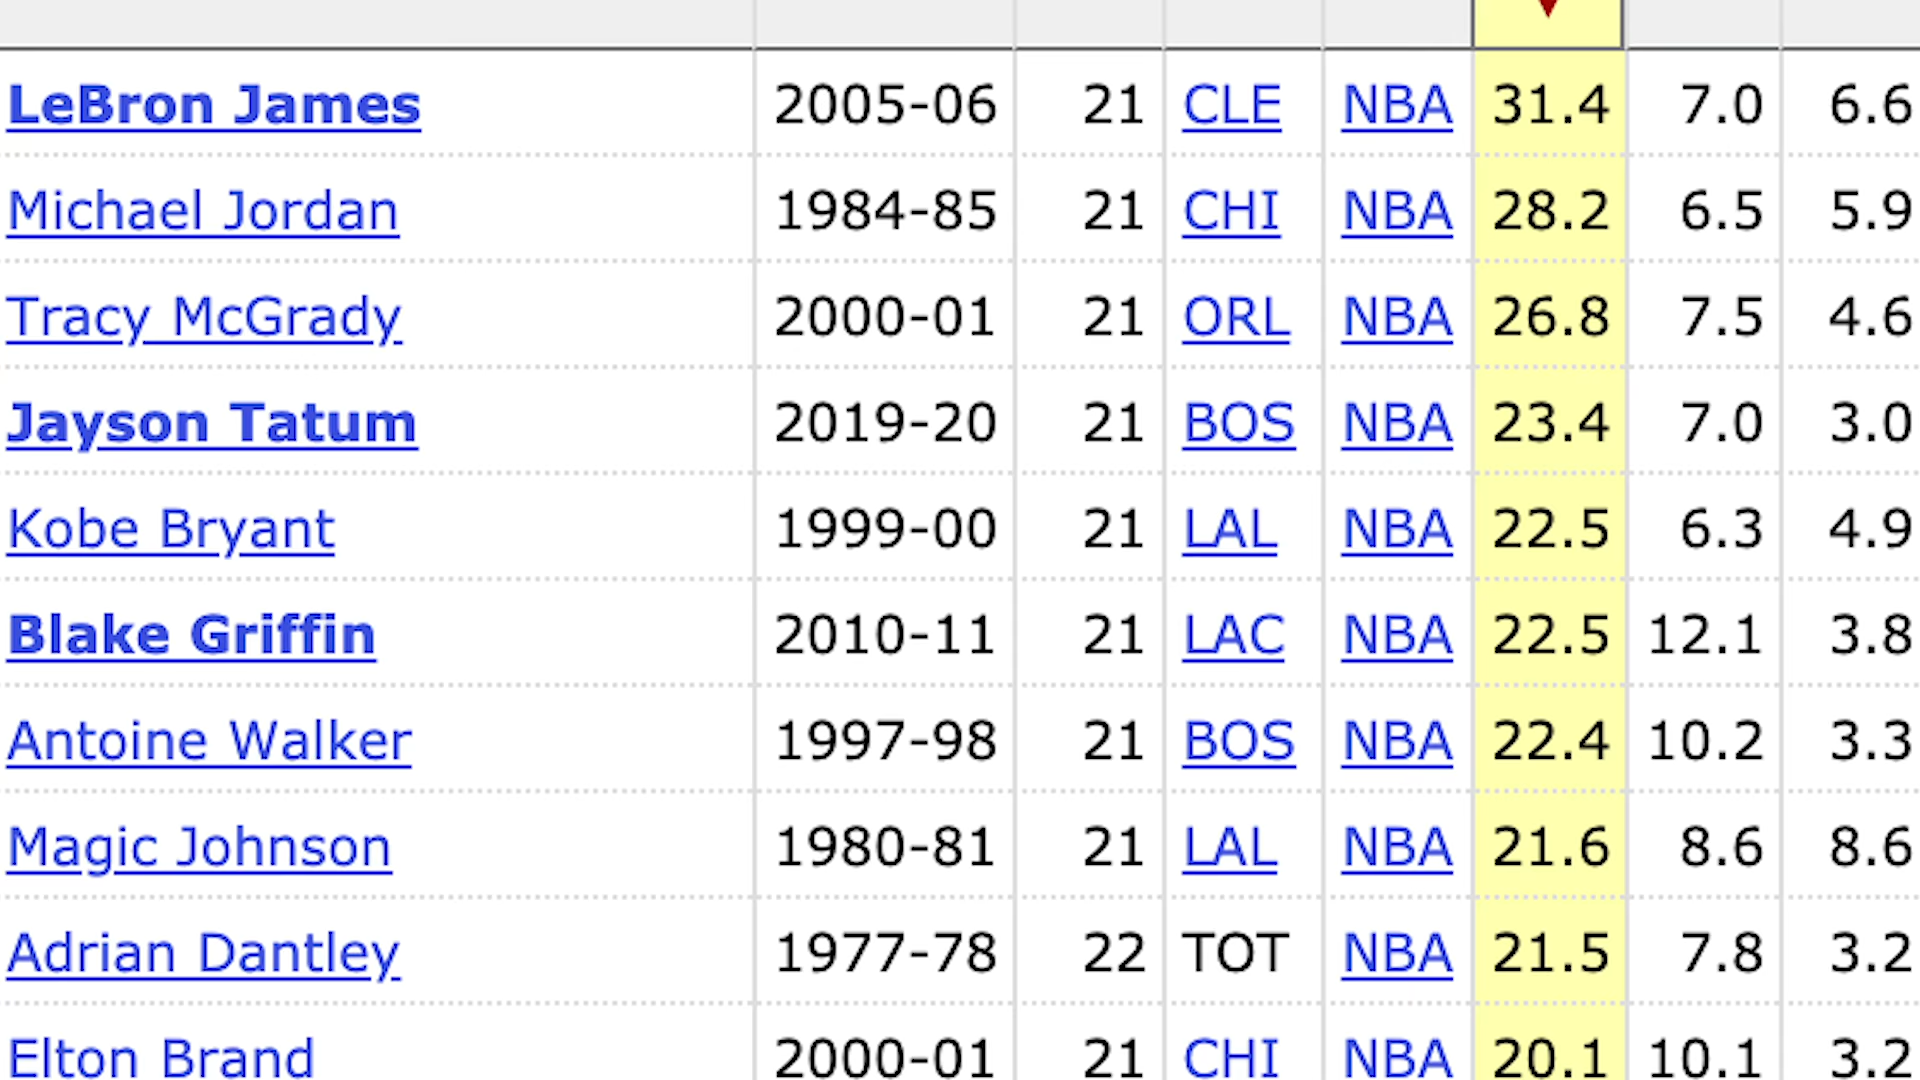 LeBron James 2005-06 21 CLE NBA 31.4 7.0 6.6
Michael Jordan 1984-85 21 CHI NBA 28.2 6.5 5.9
Tracy McGrady 2000-01 21 ORL NBA 26.8 7.5 4.6
Jayson Tatum 2019-20 21 BOS NBA 23.4 7.0 3.0
Kobe Bryant 1999-00 21 LAL NBA 22.5 6.3 4.9
Blake Griffin 2010-11 21 LAC NBA 22.5 12.1 3.8
Antoine Walker 1997-98 21 BOS NBA 22.4 10.2 3.3
Magic Johnson 1980-81 21 LAL NBA 21.6 8.6 8.6
Adrian Dantley 1977-78 22 TOT NBA 21.5 7.8 3.2
Elton Brand 2000-01 21 CHI NBA 20.1 10.1 3.2